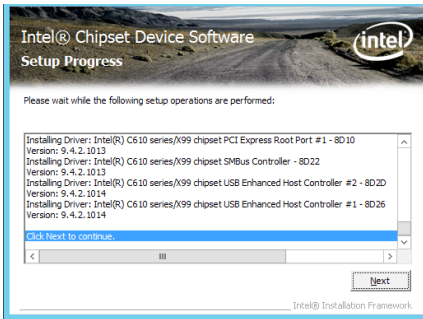 Intel® Chipset Device Software
Setup Progress
intel
Please wait while the following setup operations are performed:
Installing Driver: Intel(R) C610 series/X99 chipset PCI Express Root Port #1 - 8D10
Version: 9.4.2.1013
Installing Driver: Intel(R) C610 series/X99 chipset SMBus Controller - 8D22
Version: 9.4.2.1013
Installing Driver: Intel(R) C610 series/X99 chipset USB Enhanced Host Controller #2 - 8D2D
Version: 9.4.2.1014
Installing Driver: Intel(R) C610 series/X99 chipset USB Enhanced Host Controller #1 - 8D26
Version: 9.4.2.1014
Click Next to continue.
Next
Intel® Installation Framework